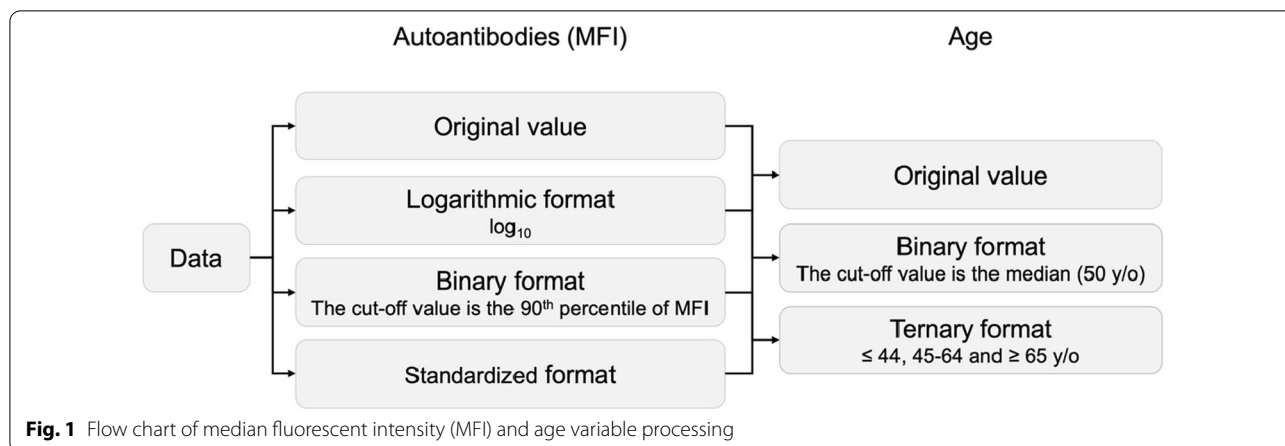 Autoantibodies (MFI)
Age
Data
Original value
Logarithmic format
log₁₀
Binary format
The cut-off value is the 90ᵗʰ percentile of MFI
Standardized format
Original value
Binary format
The cut-off value is the median (50 y/o)
Ternary format
≤ 44, 45-64 and ≥ 65 y/o
Fig. 1 Flow chart of median fluorescent intensity (MFI) and age variable processing